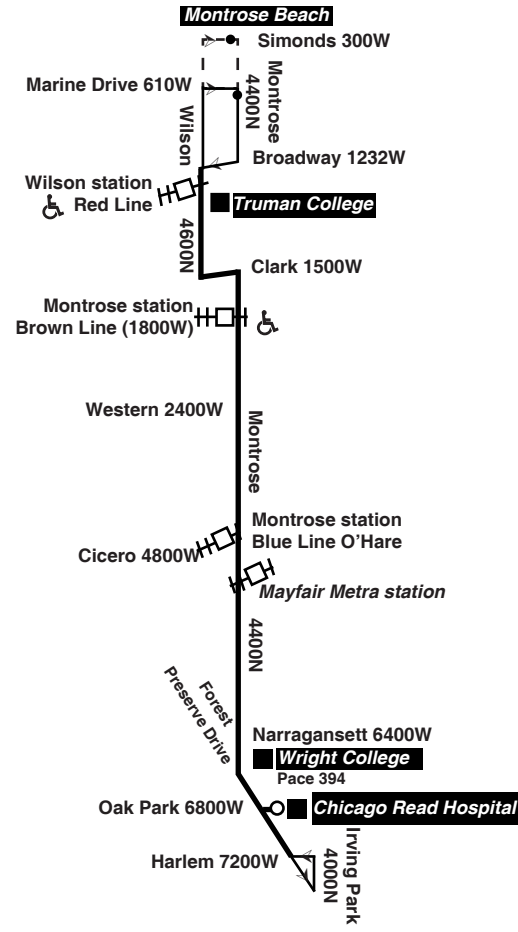 Montrose Beach
Simonds 300W
Marine Drive 610W
Montrose
4400N
Wilson
Broadway 1232W
Wilson station
Red Line
Truman College
4600N
Clark 1500W
Montrose station
Brown Line (1800W)
Western 2400W
Montrose
Montrose station
Blue Line O’Hare
Cicero 4800W
Mayfair Metra station
4400N
Forest
Preserve Drive
Narragansett 6400W
Wright College
Pace 394
Oak Park 6800W
Chicago Read Hospital
Harlem 7200W
Irving Park
4000N